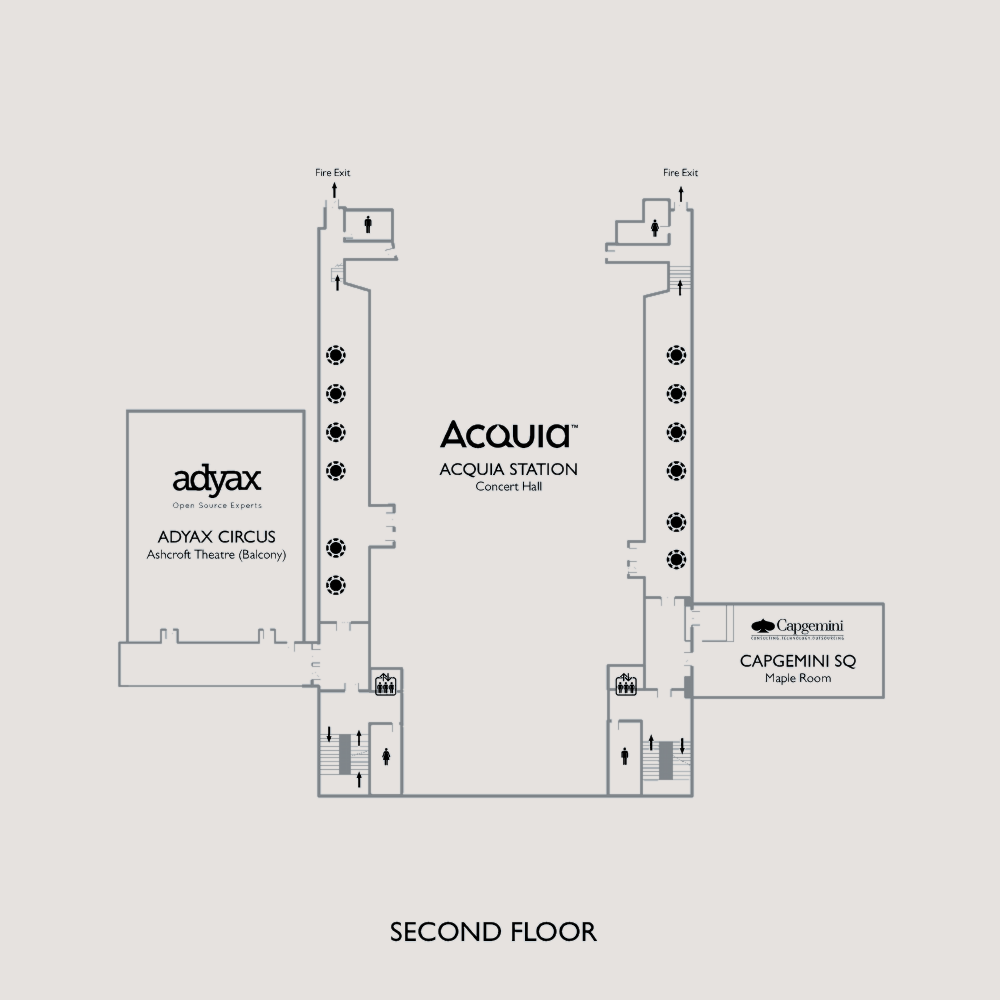 Fire Exit
Fire Exit
Acquia™
ACQUIA STATION
Concert Hall
adyax
Open Source Experts
ADYAX CIRCUS
Ashcroft Theatre (Balcony)
Capgemini
CONSULTING.TECHNOLOGY.OUTSOURCING
CAPGEMINI SQ
Maple Room
SECOND FLOOR